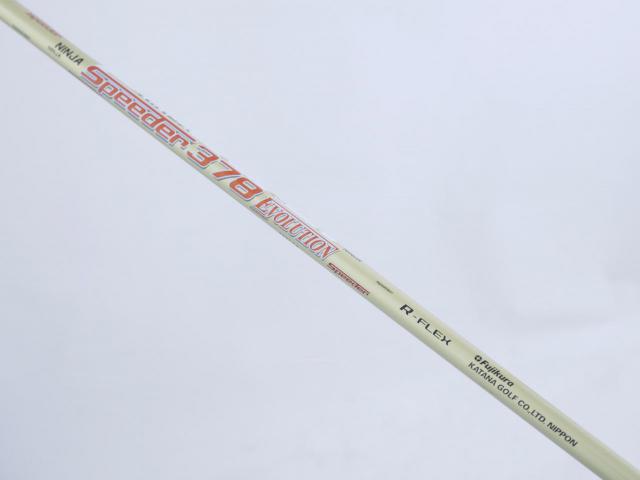 NINJA
Speeder 378
EVOLUTION
Speeder
R-FLEX
Fujikura
KATANA GOLF CO.,LTD. NIPPON